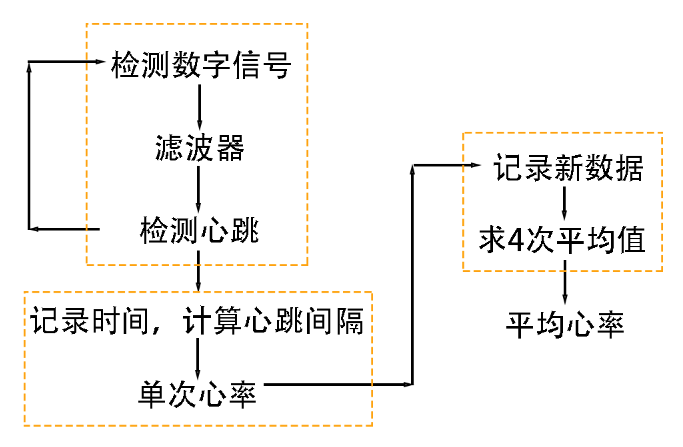 检测数字信号
滤波器
检测心跳
记录时间，计算心跳间隔
单次心率
记录新数据
求4次平均值
平均心率